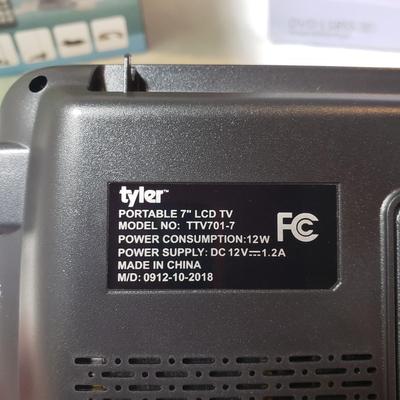 tyler™
PORTABLE 7" LCD TV
MODEL NO: TTV701-7
POWER CONSUMPTION:12W
POWER SUPPLY: DC 12V⎓1.2A
MADE IN CHINA
M/D: 0912-10-2018
FC